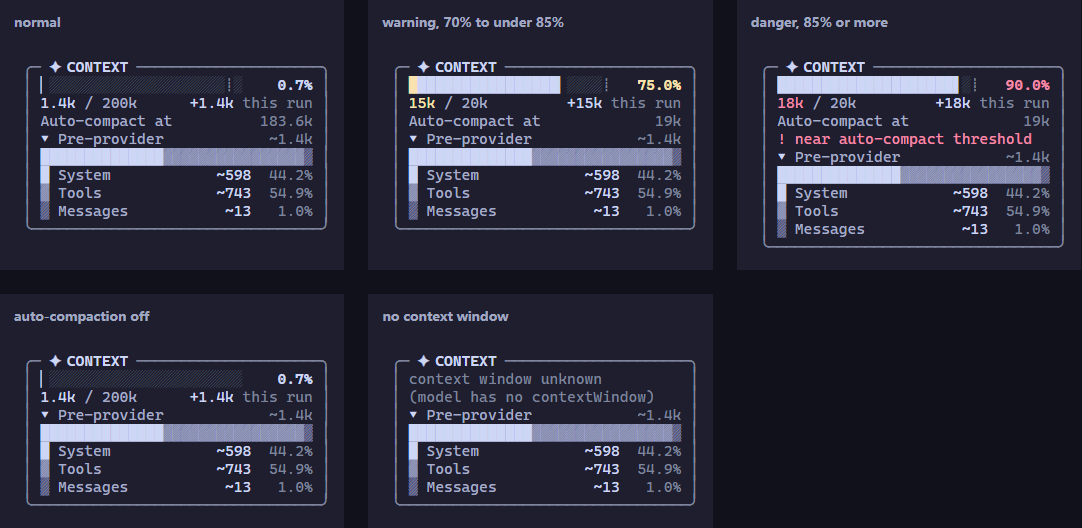 normal
✦ CONTEXT
0.7%
1.4k / 200k +1.4k this run
Auto-compact at 183.6k
▼ Pre-provider ~1.4k
System ~598 44.2%
Tools ~743 54.9%
Messages ~13 1.0%
warning, 70% to under 85%
✦ CONTEXT
75.0%
15k / 20k +15k this run
Auto-compact at 19k
▼ Pre-provider ~1.4k
System ~598 44.2%
Tools ~743 54.9%
Messages ~13 1.0%
danger, 85% or more
✦ CONTEXT
90.0%
18k / 20k +18k this run
Auto-compact at 19k
! near auto-compact threshold
▼ Pre-provider ~1.4k
System ~598 44.2%
Tools ~743 54.9%
Messages ~13 1.0%
auto-compaction off
✦ CONTEXT
0.7%
1.4k / 200k +1.4k this run
▼ Pre-provider ~1.4k
System ~598 44.2%
Tools ~743 54.9%
Messages ~13 1.0%
no context window
✦ CONTEXT
context window unknown
(model has no contextWindow)
▼ Pre-provider ~1.4k
System ~598 44.2%
Tools ~743 54.9%
Messages ~13 1.0%